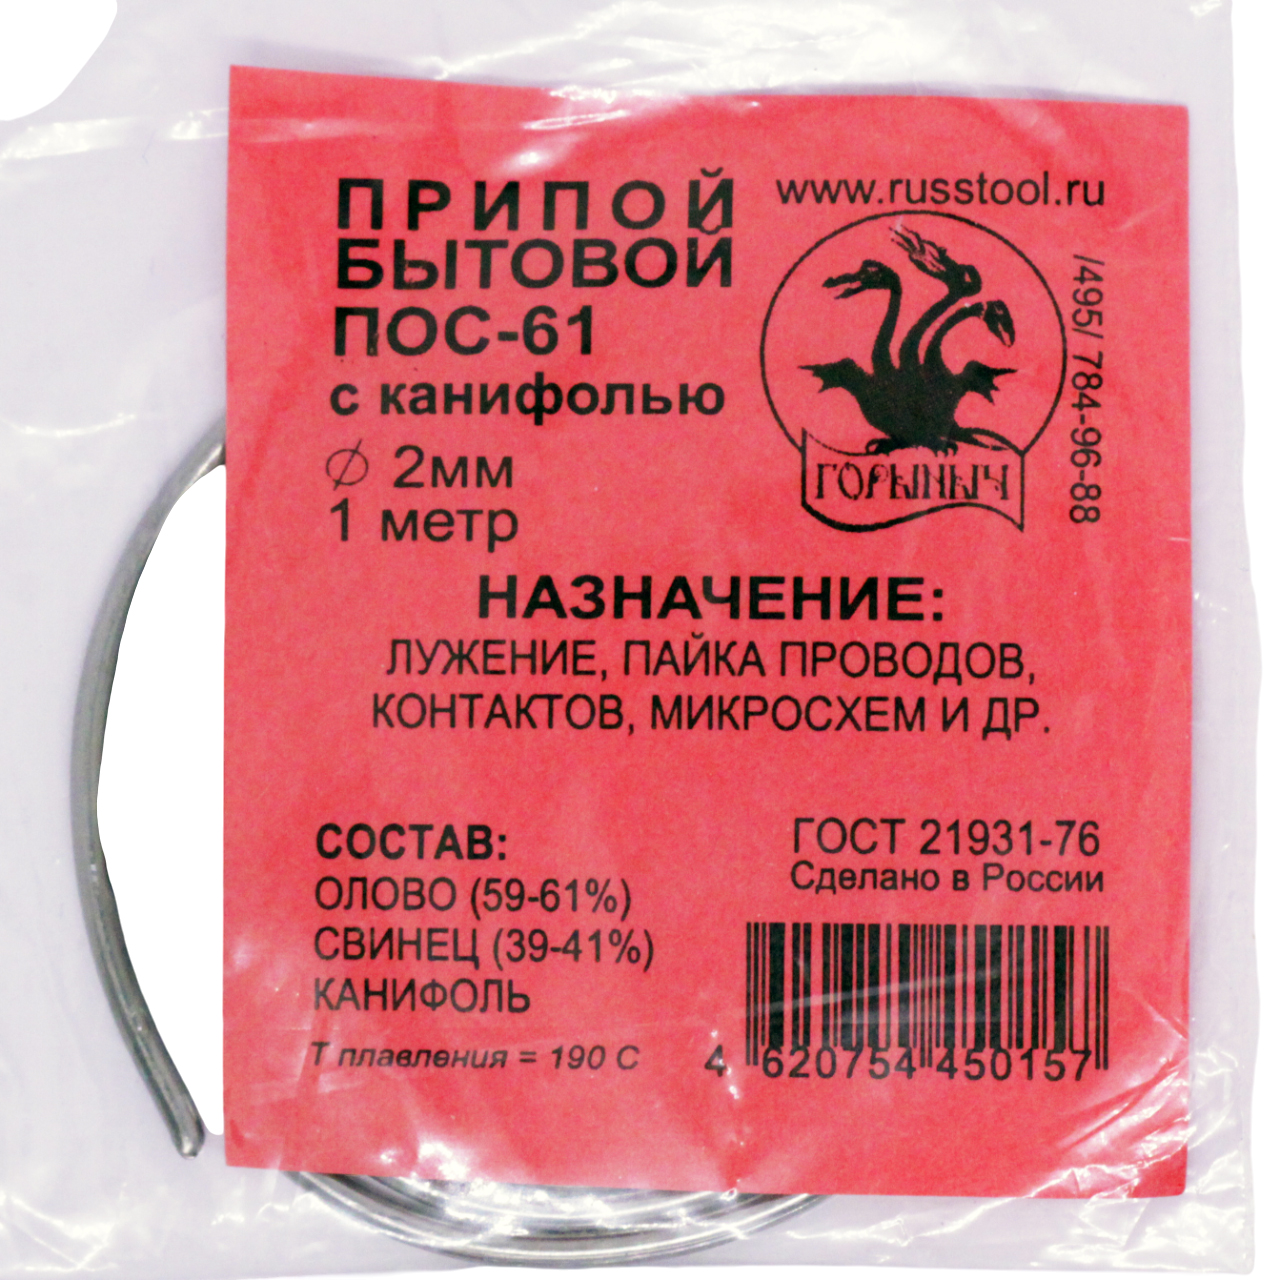 ПРИПОЙ
БЫТОВОЙ
ПОС-61
с канифолью
∅ 2мм
1 метр
www.russtool.ru
/495/ 784-96-88
ГОРЫНЫЧ
НАЗНАЧЕНИЕ:
ЛУЖЕНИЕ, ПАЙКА ПРОВОДОВ,
КОНТАКТОВ, МИКРОСХЕМ И ДР.
СОСТАВ:
ОЛОВО (59-61%)
СВИНЕЦ (39-41%)
КАНИФОЛЬ
Т плавления = 190 С
ГОСТ 21931-76
Сделано в России
4 620754 450157